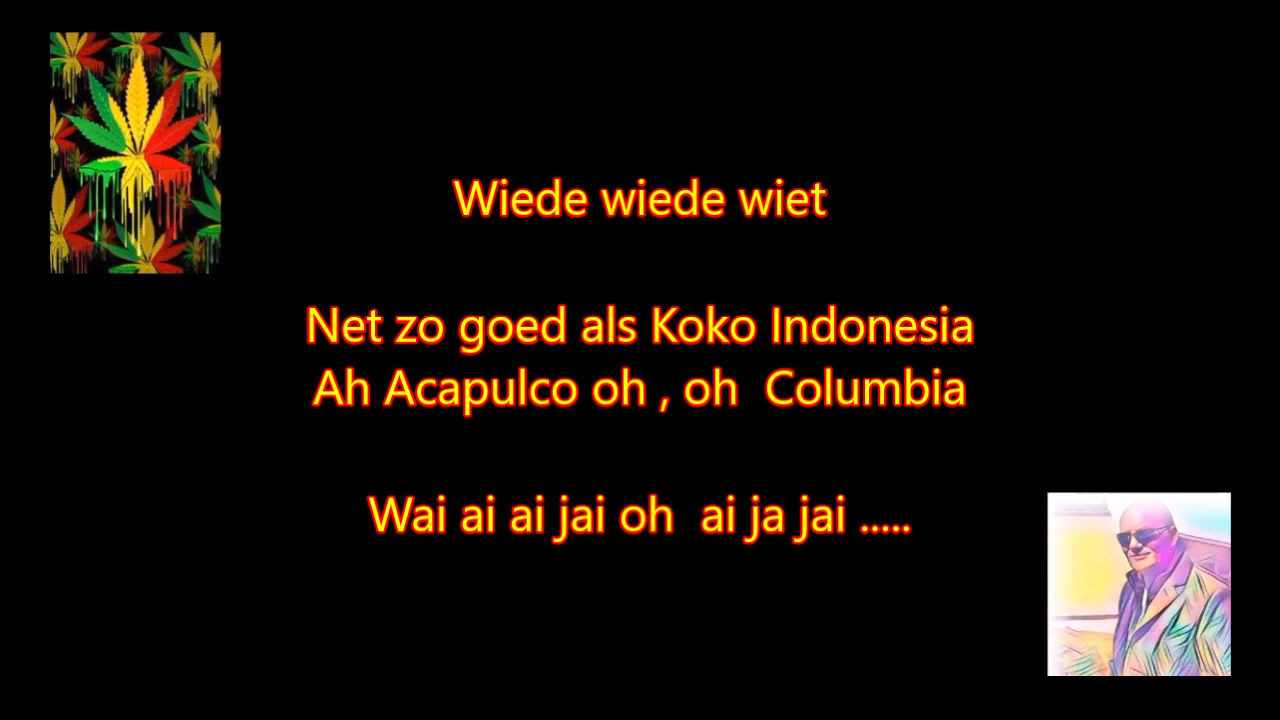 Wiede wiede wiet
Net zo goed als Koko Indonesia
Ah Acapulco oh , oh  Columbia
Wai ai ai jai oh  ai ja jai .....